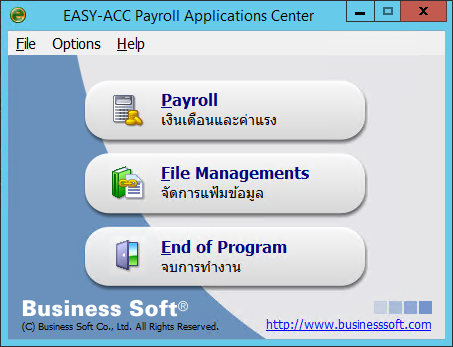 EASY-ACC Payroll Applications Center
File Options Help
Payroll
เงินเดือนและค่าแรง
File Managements
จัดการแฟ้มข้อมูล
End of Program
จบการทำงาน
Business Soft®
(C) Business Soft Co., Ltd. All Rights Reserved.
http://www.businesssoft.com